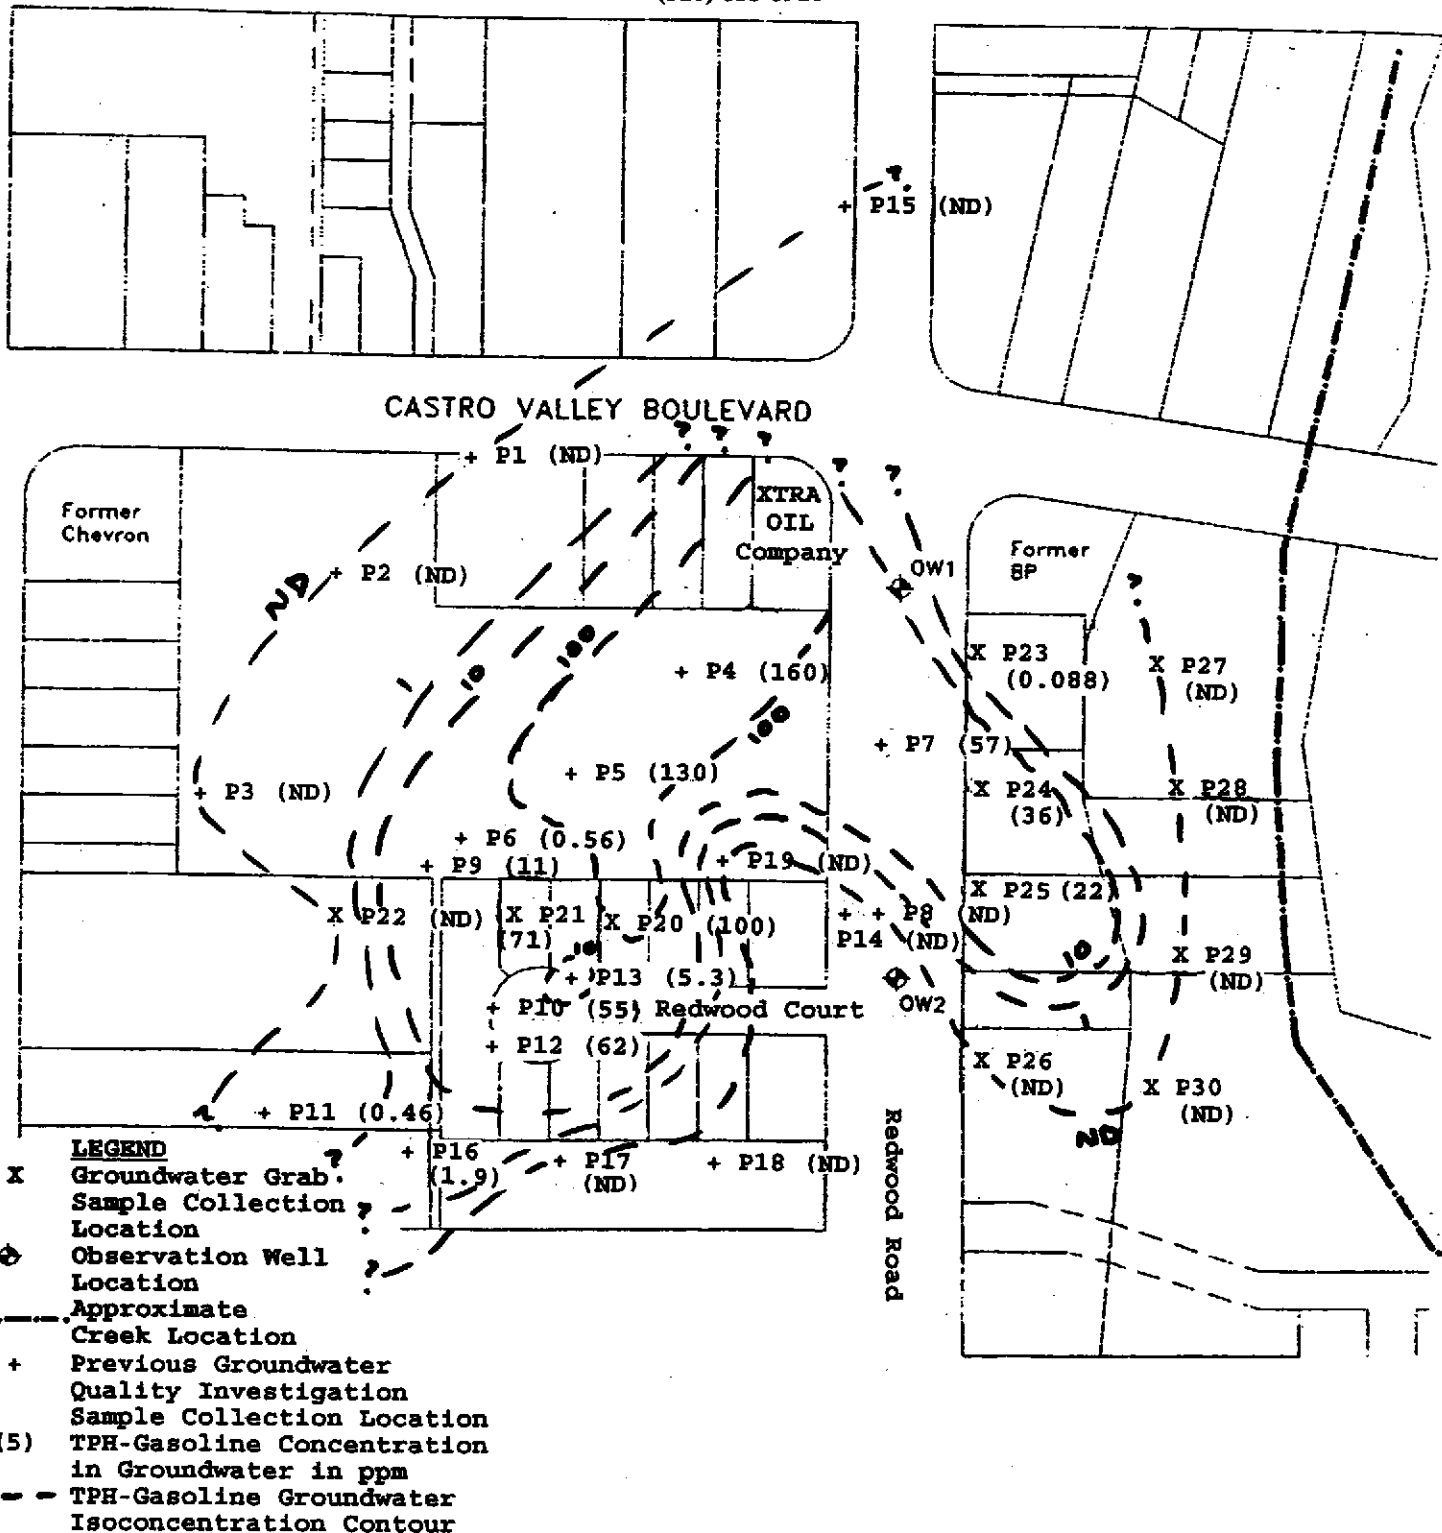 ? .
+ P15 (ND)
CASTRO VALLEY BOULEVARD
? ? ?
+ P1 (ND)
? ?
Former
Chevron
XTRA
OIL
Company
Former
BP
OW1
+ P2 (ND)
ND
?
100
X P23
(0.088)
X P27
(ND)
+ P4 (160)
10
1
100
+ P7 (57)
+ P5 (130)
+ P3 (ND)
X P24
(36)
X P28
(ND)
+ P6 (0.56)
+ P9 (11)
+ P19 (ND)
X P25 (22)
X P22 (ND)
X P21
(71)
X P20 (100)
+ + P8 (ND)
P14 (ND)
10
10
X P29
(ND)
+ P13 (5.3)
+ P10 (55) Redwood Court
OW2
+ P12 (62)
X P26
(ND)
X P30
(ND)
ND
? + P11 (0.46)
+ P16
(1.9)
+ P17
(ND)
+ P18 (ND)
Redwood Road
?
?
?
LEGEND
X Groundwater Grab
Sample Collection
Location
Observation Well
Location
Approximate
Creek Location
+ Previous Groundwater
Quality Investigation
Sample Collection Location
(5) TPH-Gasoline Concentration
in Groundwater in ppm
TPH-Gasoline Groundwater
Isoconcentration Contour